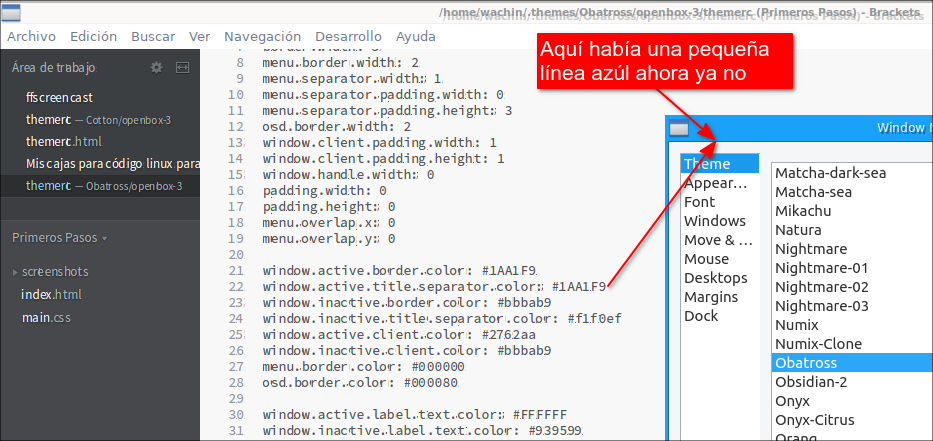 /home/wachin/.themes/Obatross/openbox-3/themerc (Primeros Pasos) - Brackets
Archivo Edición Buscar Ver Navegación Desarrollo Ayuda
Área de trabajo
ffscreencast
themerc — Cotton/openbox-3
themerc.html
Mis cajas para código linux para
themerc — Obatross/openbox-3
Primeros Pasos
screenshots
index.html
main.css
8 menu.border.width: 2
9 menu.separator.width: 1
10 menu.separator.padding.width: 0
11 menu.separator.padding.height: 3
12 osd.border.width: 2
13 window.client.padding.width: 1
14 window.client.padding.height: 1
15 window.handle.width: 0
16 padding.width: 0
17 padding.height: 0
18 menu.overlap.x: 0
19 menu.overlap.y: 0
20
21 window.active.border.color: #1AA1F9
22 window.active.title.separator.color: #1AA1F9
23 window.inactive.border.color: #bbbab9
24 window.inactive.title.separator.color: #f1f0ef
25 window.active.client.color: #2762aa
26 window.inactive.client.color: #bbbab9
27 menu.border.color: #000000
28 osd.border.color: #000080
29
30 window.active.label.text.color: #FFFFFF
31 window.inactive.label.text.color: #939599
Aquí había una pequeña
línea azúl ahora ya no
Window M
Theme
Appear...
Font
Windows
Move & ...
Mouse
Desktops
Margins
Dock
Matcha-dark-sea
Matcha-sea
Mikachu
Natura
Nightmare
Nightmare-01
Nightmare-02
Nightmare-03
Numix
Numix-Clone
Obatross
Obsidian-2
Onyx
Onyx-Citrus
Orang